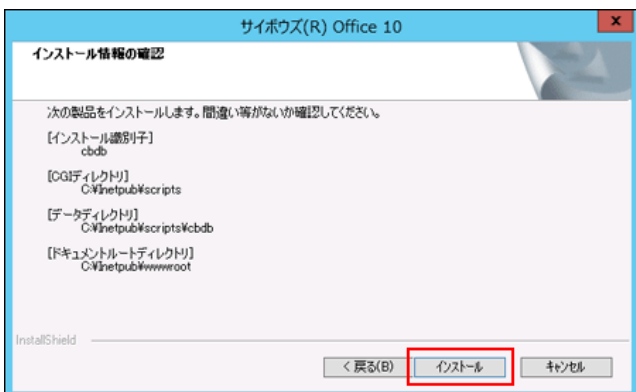 サイボウズ(R) Office 10
x
インストール情報の確認
次の製品をインストールします。間違い等がないか確認してください。
[インストール識別子]
cbdb
[CGIディレクトリ]
C:¥Inetpub¥scripts
[データディレクトリ]
C:¥Inetpub¥scripts¥cbdb
[ドキュメントルートディレクトリ]
C:¥Inetpub¥wwwroot
InstallShield
< 戻る(B) インストール キャンセル